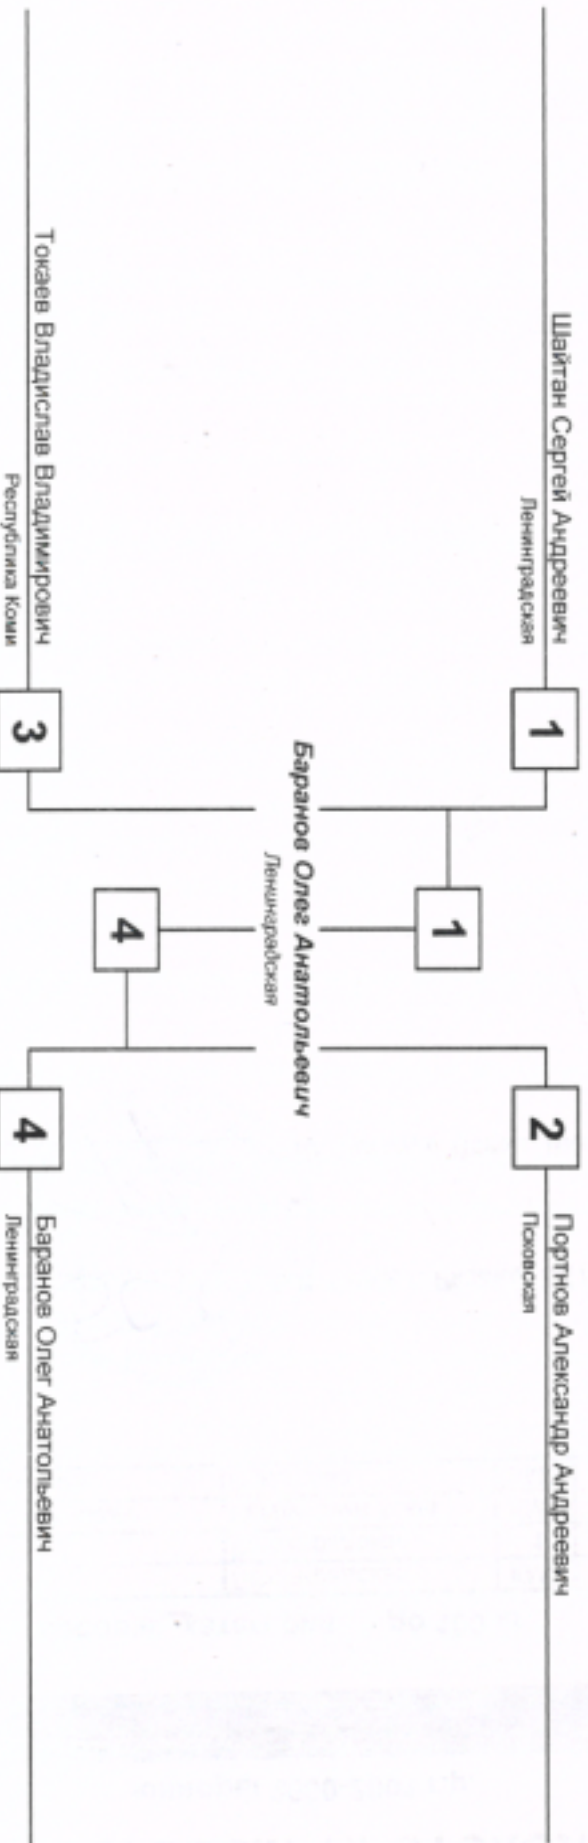 Шайтан Сергей Андреевич
Ленинградская
1
2
Портнов Александр Андреевич
Псковская
1
Баранов Олег Анатольевич
Ленинградская
4
Токаев Владислав Владимирович
Республика Коми
3
4
Баранов Олег Анатольевич
Ленинградская